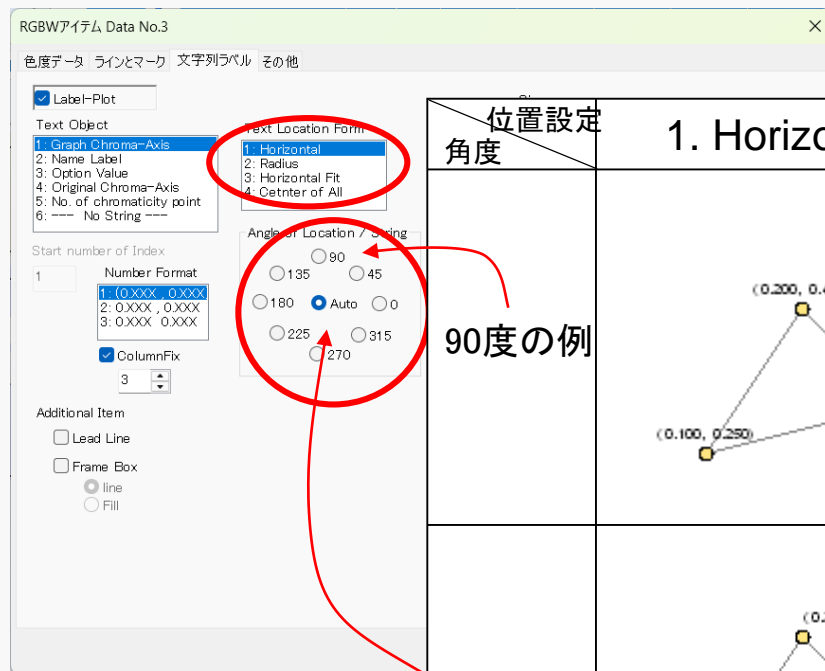 RGBWアイテム Data No.3
色度データ ラインとマーク 文字列ラベル その他
Label-Plot
Text Object
1: Graph Chroma-Axis
2: Name Label
3: Option Value
4: Original Chroma-Axis
5: No. of chromaticity point
6: --- No String ---
Text Location Form
1: Horizontal
2: Radius
3: Horizontal Fit
4: Cetnter of All
Start number of Index
1
Number Format
1: (0.XXX , 0.XXX
2: 0.XXX , 0.XXX
3: 0.XXX 0.XXX
ColumnFix
3
Angle of Location / String
90
135 45
180 Auto 0
225 315
270
Additional Item
Lead Line
Frame Box
line
Fill
位置設定
角度
1. Horizo
90度の例
(0.200, 0.4
(0.100, 0.250)
(0.